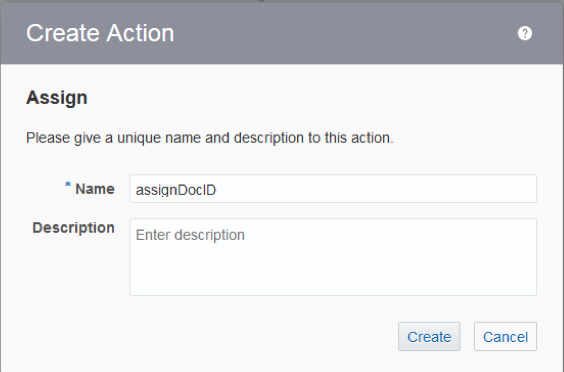 Create Action
?
Assign
Please give a unique name and description to this action.
* Name assignDocID
Description Enter description
Create Cancel